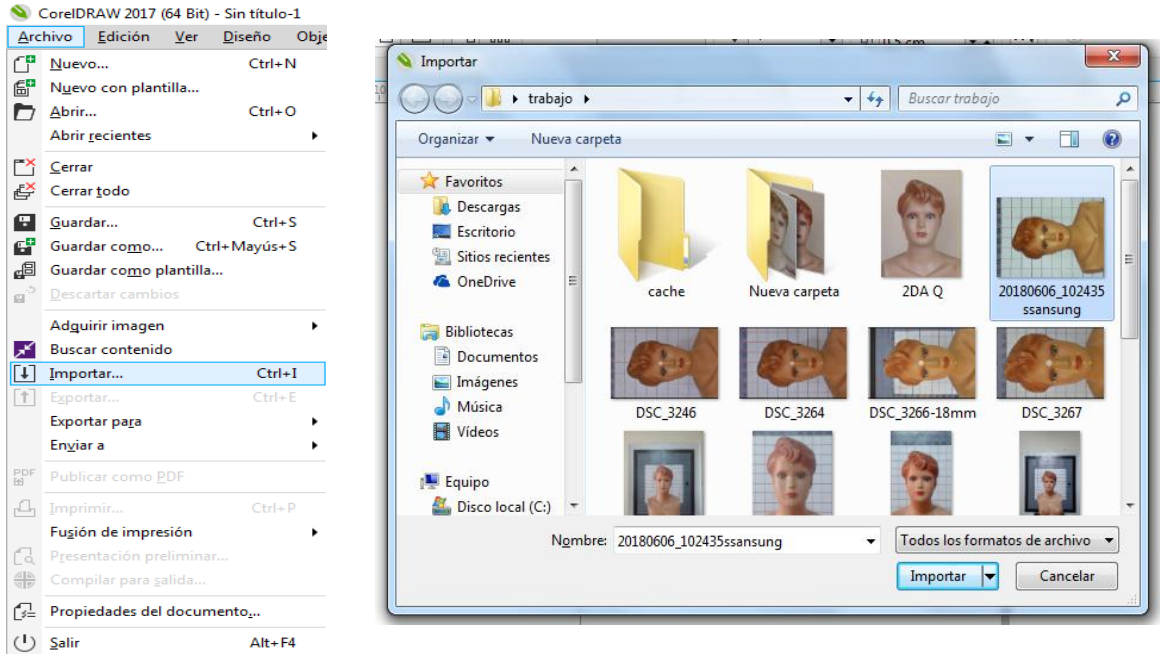 CorelDRAW 2017 (64 Bit) - Sin título-1
Archivo Edición Ver Diseño Obje
Nuevo... Ctrl+N
Nuevo con plantilla...
Abrir... Ctrl+O
Abrir recientes
Cerrar
Cerrar todo
Guardar... Ctrl+S
Guardar como... Ctrl+Mayús+S
Guardar como plantilla...
Descartar cambios
Adquirir imagen
Buscar contenido
Importar... Ctrl+I
Exportar... Ctrl+E
Exportar para
Enviar a
PDF Publicar como PDF
Imprimir... Ctrl+P
Fusión de impresión
Presentación preliminar...
Compilar para salida...
Propiedades del documento...
Salir Alt+F4
0,5 cm
Importar
trabajo
Buscar trabajo
Organizar Nueva carpeta
Favoritos
Descargas
Escritorio
Sitios recientes
OneDrive
Bibliotecas
Documentos
Imágenes
Música
Vídeos
Equipo
Disco local (C:)
cache
Nueva carpeta
2DA Q
20180606_102435
ssansung
DSC_3246
DSC_3264
DSC_3266-18mm
DSC_3267
Nombre: 20180606_102435ssansung
Todos los formatos de archivo
Importar
Cancelar